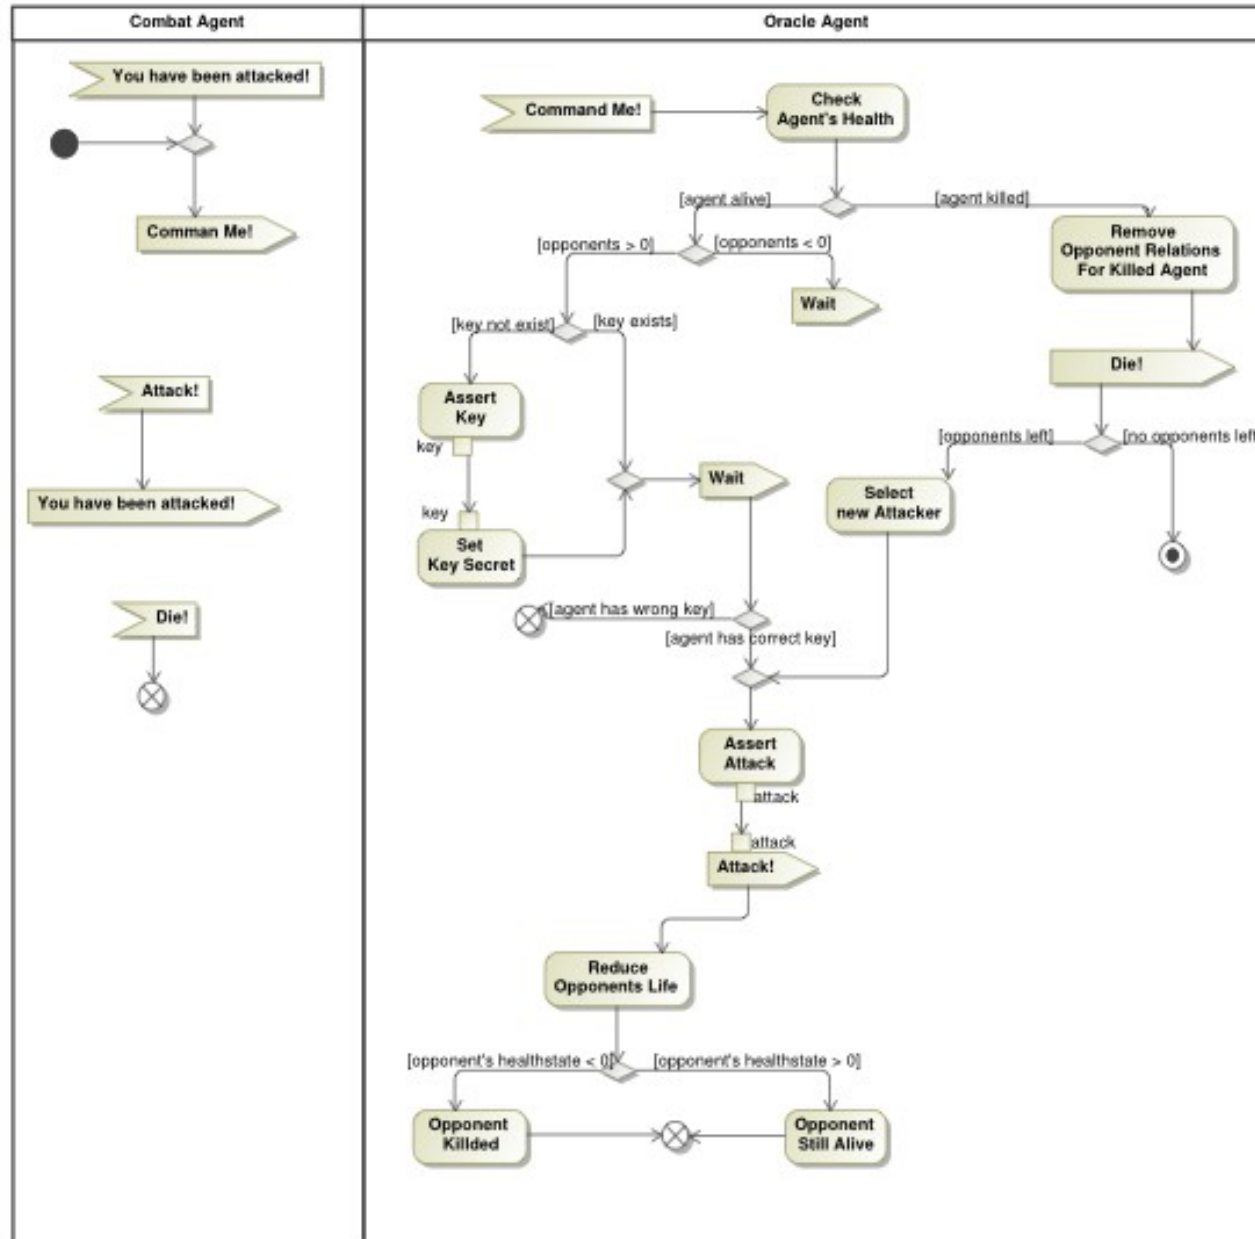 Combat Agent
Oracle Agent
You have been attacked!
Comman Me!
Attack!
You have been attacked!
Die!
Command Me!
Check
Agent's Health
[agent alive]
[agent killed]
[opponents > 0]
[opponents < 0]
Remove
Opponent Relations
For Killed Agent
Wait
[key not exist]
[key exists]
Die!
Assert
Key
key
[opponents left]
[no opponents left
Wait
Select
new Attacker
key
Set
Key Secret
[agent has wrong key]
[agent has correct key]
Assert
Attack
attack
attack
Attack!
Reduce
Opponents Life
[opponent's healthstate < 0]
[opponent's healthstate > 0]
Opponent
Killded
Opponent
Still Alive